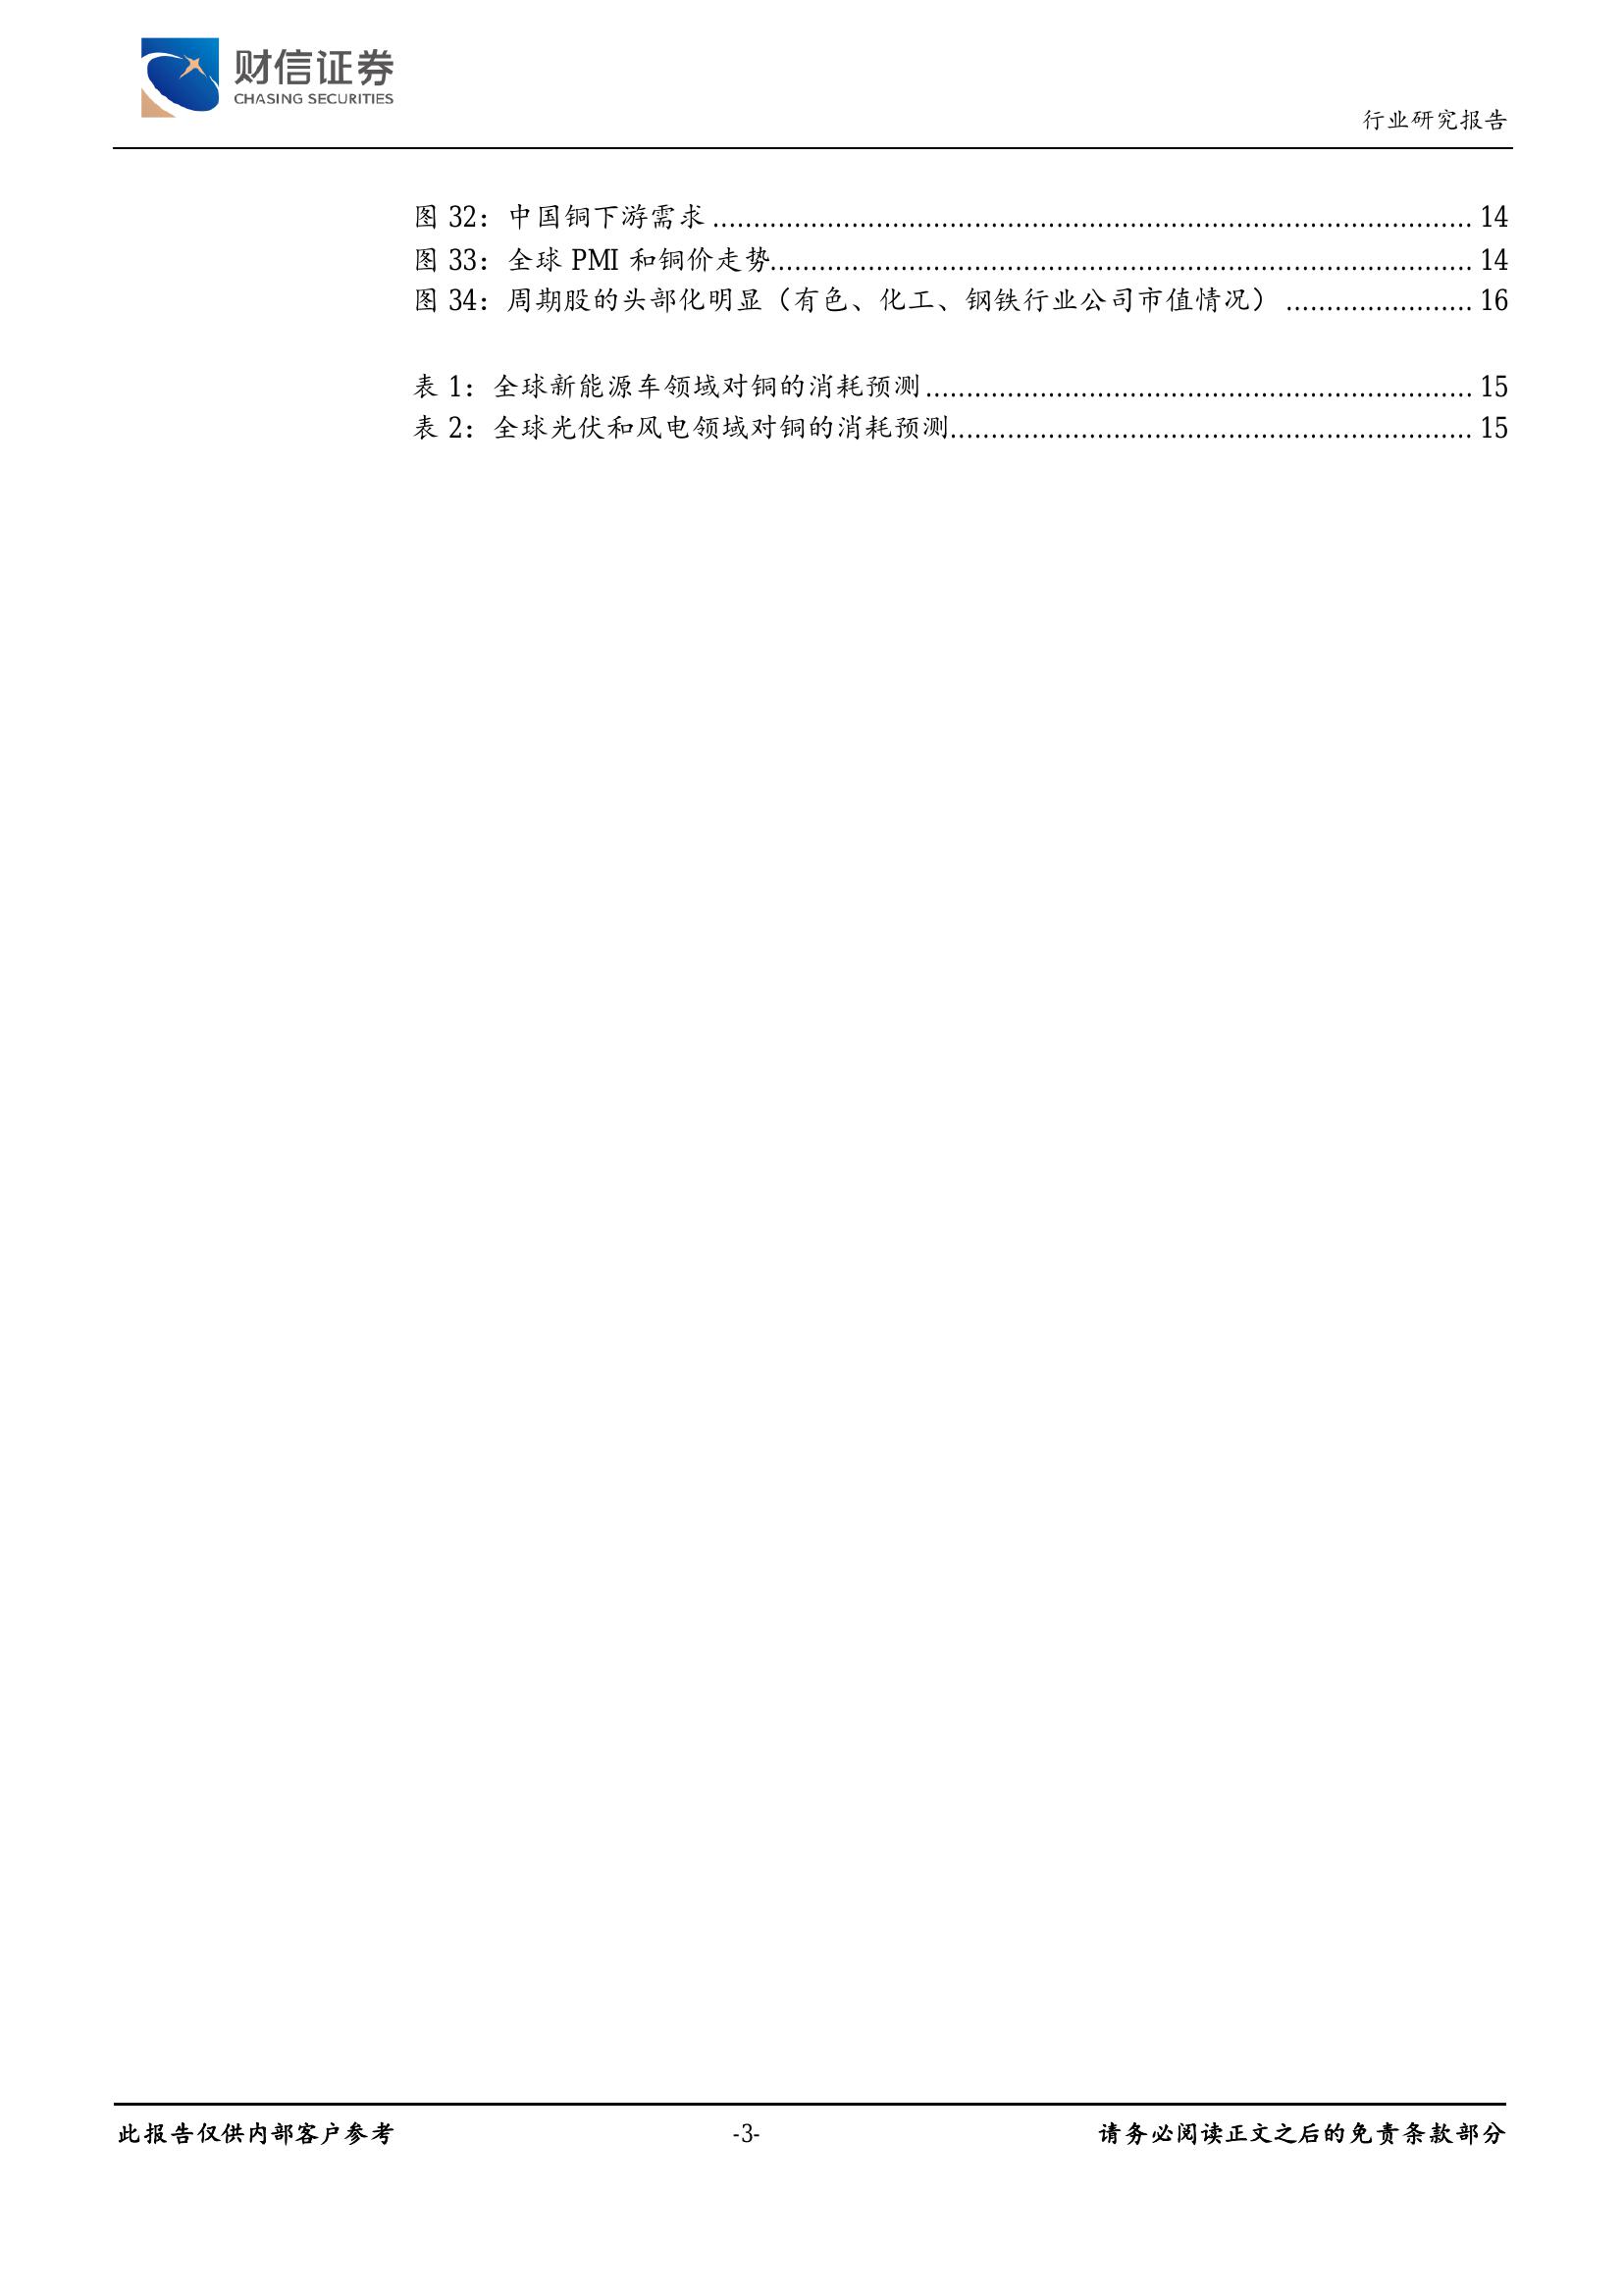 财信证券
CHASING SECURITIES
行业研究报告
图 32：中国铜下游需求 ........................................................................................... 14
图 33：全球 PMI 和铜价走势..................................................................................... 14
图 34：周期股的头部化明显（有色、化工、钢铁行业公司市值情况） ....................... 16
表 1：全球新能源车领域对铜的消耗预测................................................................... 15
表 2：全球光伏和风电领域对铜的消耗预测................................................................ 15
此报告仅供内部客户参考
-3-
请务必阅读正文之后的免责条款部分